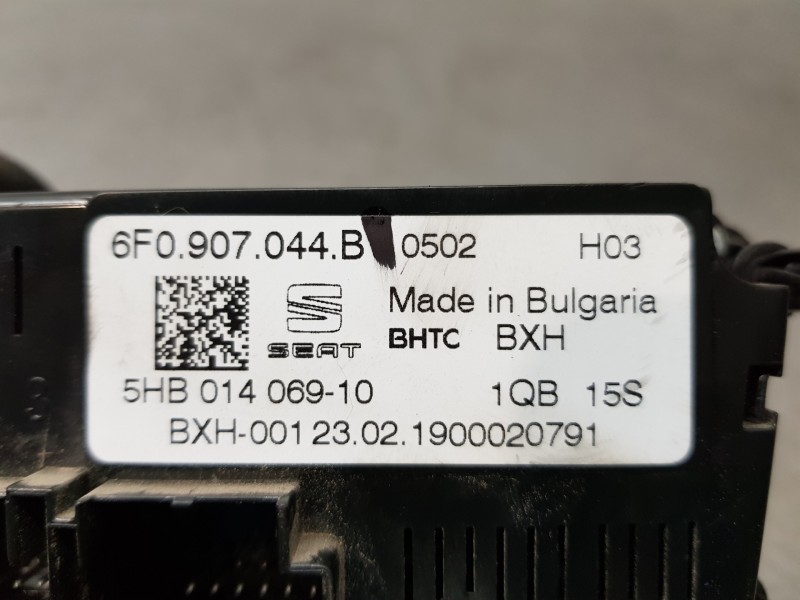 6F0.907.044.B 0502 H03
SEAT
Made in Bulgaria
BHTC BXH
5HB 014 069-10 1QB 15S
BXH-001 23.02.1900020791